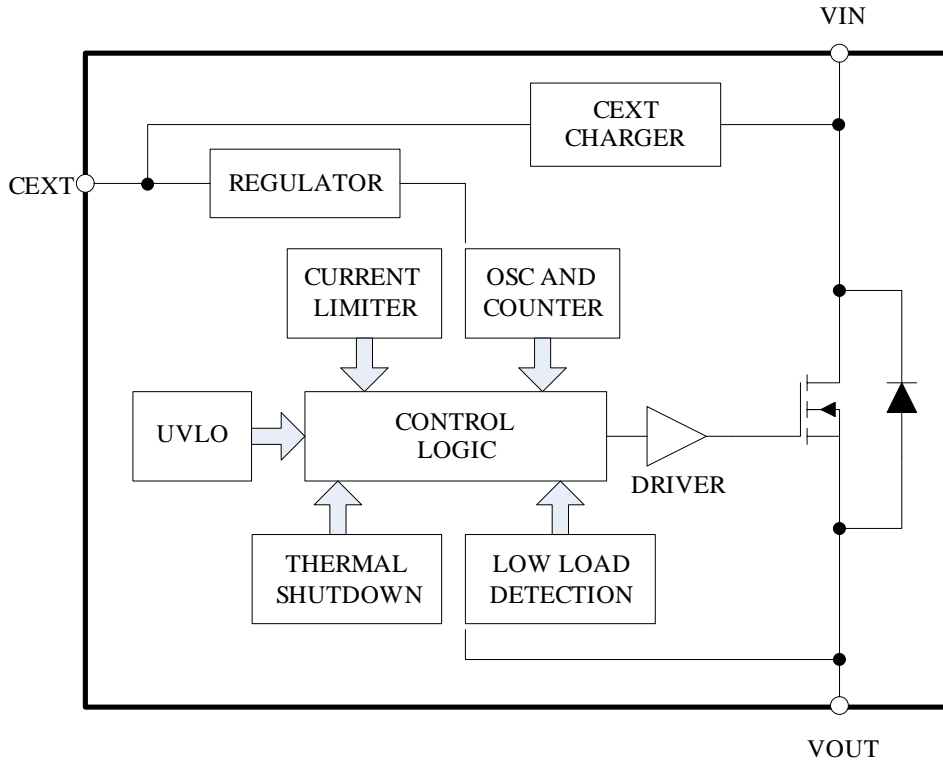 VIN
CEXT
CHARGER
CEXT
REGULATOR
CURRENT
LIMITER
OSC AND
COUNTER
UVLO
CONTROL
LOGIC
DRIVER
THERMAL
SHUTDOWN
LOW LOAD
DETECTION
VOUT